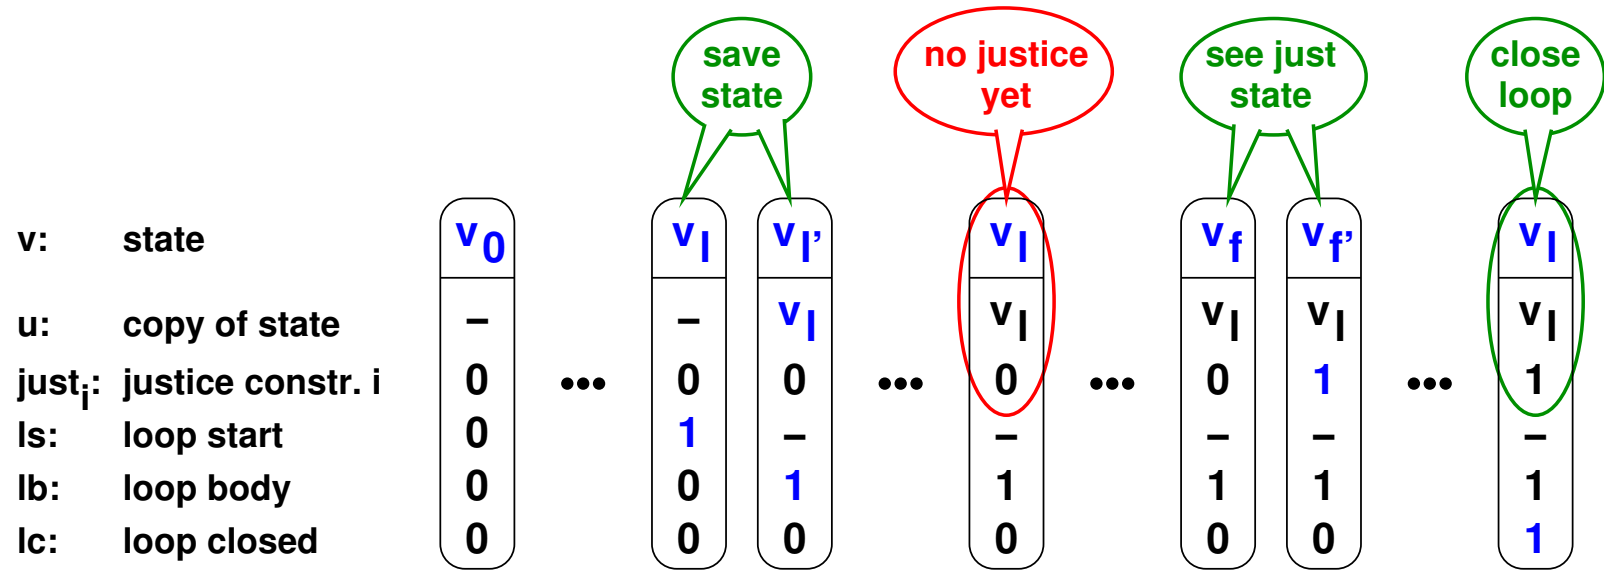 save state
no justice yet
see just state
close loop
v: state v0 vl vl’ vl vf vf’ vl
u: copy of state – – vl vl vl vl vl
justi: justice constr. i 0 ••• 0 0 ••• 0 ••• 0 1 ••• 1
ls: loop start 0 1 – – – – –
lb: loop body 0 0 1 1 1 1 1
lc: loop closed 0 0 0 0 0 0 1